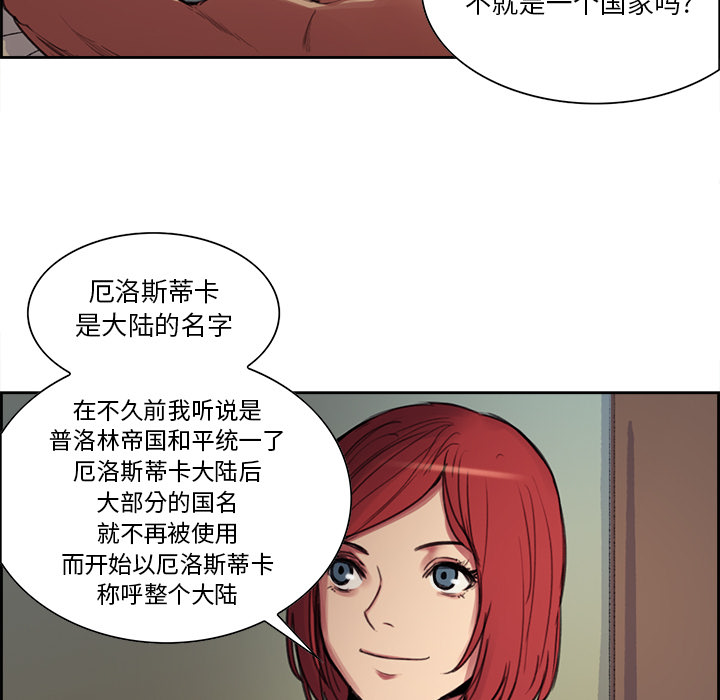 不就是一个国家吗?
厄洛斯蒂卡
是大陆的名字
在不久前我听说是
普洛林帝国和平统一了
厄洛斯蒂卡大陆后
大部分的国名
就不再被使用
而开始以厄洛斯蒂卡
称呼整个大陆